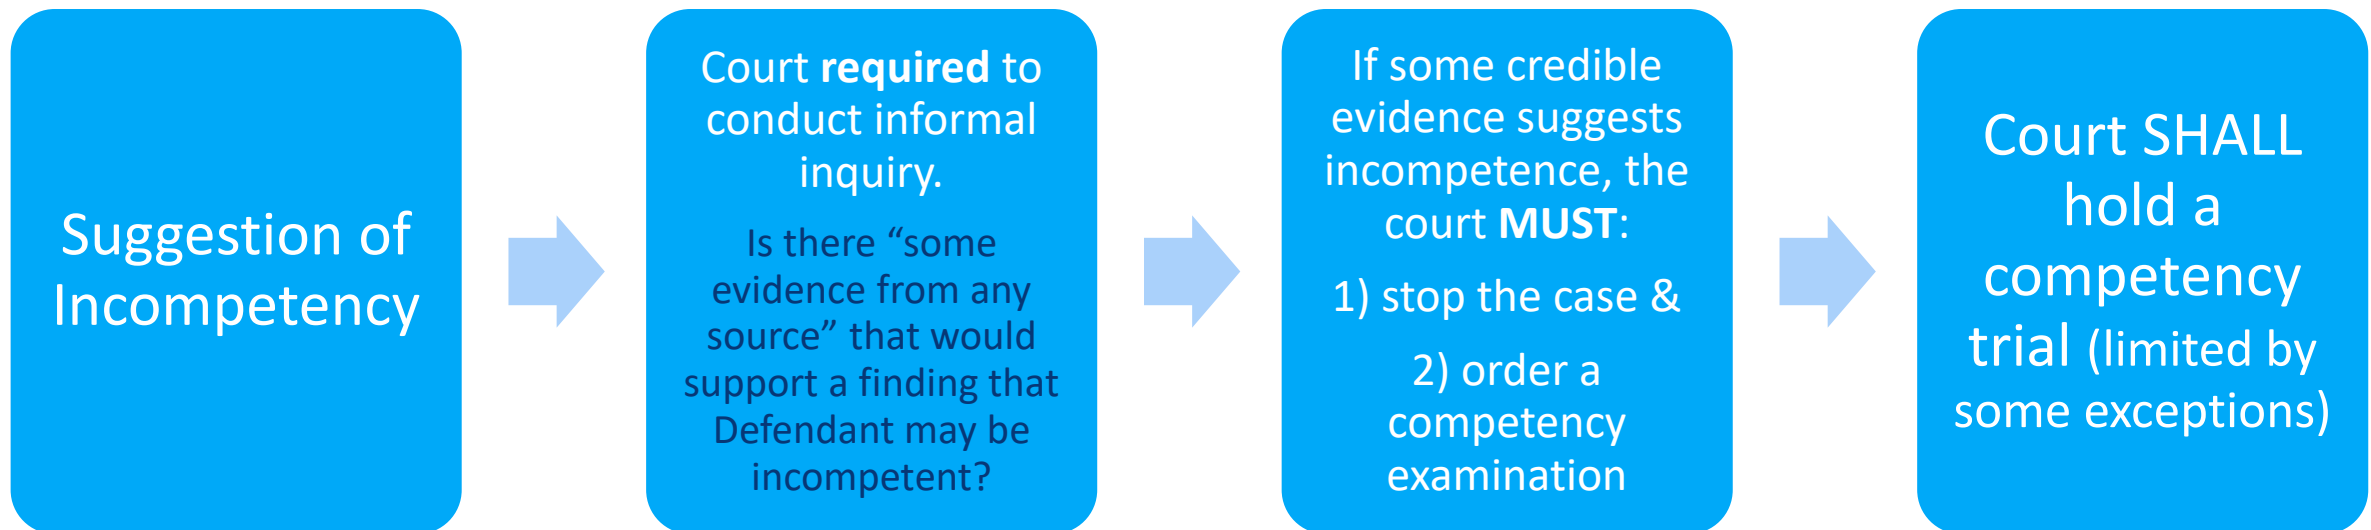 Suggestion of
Incompetency
Court required to
conduct informal
inquiry.
Is there “some
evidence from any
source” that would
support a finding that
Defendant may be
incompetent?
If some credible
evidence suggests
incompetence, the
court MUST:
1) stop the case &
2) order a
competency
examination
Court SHALL
hold a
competency
trial (limited by
some exceptions)